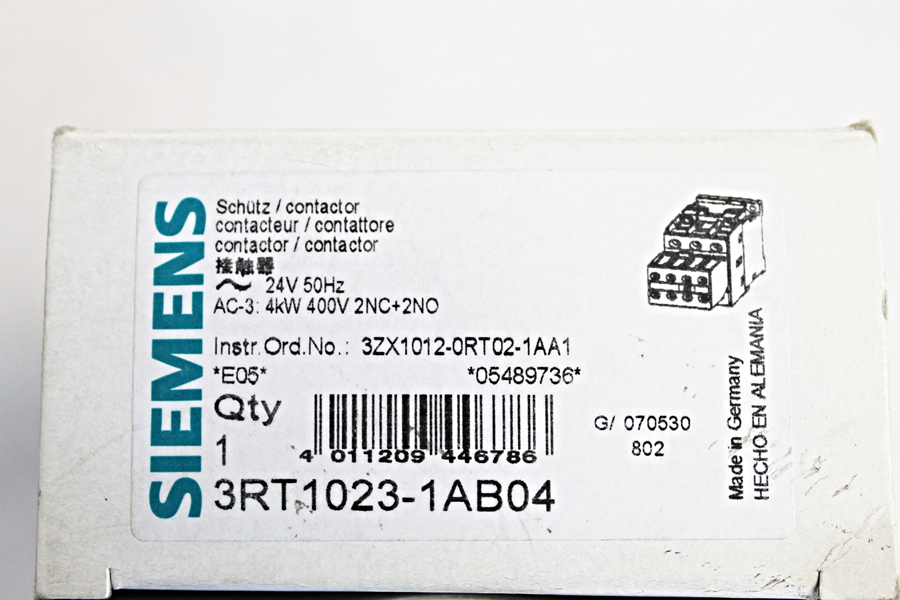 SIEMENS
Schütz / contactor
contacteur / contattore
contactor / contactor
接触器
~ 24V 50Hz
AC-3: 4kW 400V 2NC+2NO
Instr.Ord.No.: 3ZX1012-0RT02-1AA1
*E05* *05489736*
Qty
1
4 011209 446786
3RT1023-1AB04
G/ 070530
802
Made in Germany
HECHO EN ALEMANIA